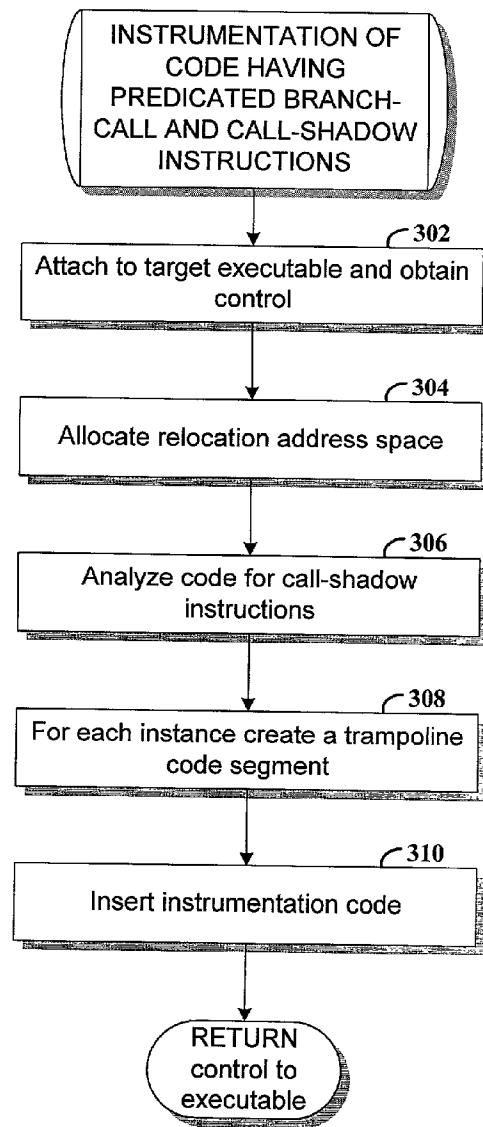 INSTRUMENTATION OF
CODE HAVING
PREDICATED BRANCH-
CALL AND CALL-SHADOW
INSTRUCTIONS
302
Attach to target executable and obtain
control
304
Allocate relocation address space
306
Analyze code for call-shadow
instructions
308
For each instance create a trampoline
code segment
310
Insert instrumentation code
RETURN
control to
executable